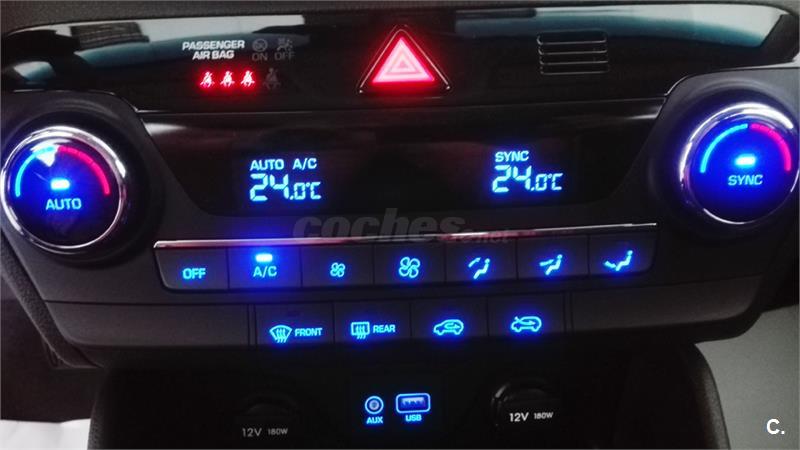 PASSENGER
AIR BAG
ON OFF
AUTO A/C
24.0°C
SYNC
24.0°C
AUTO
SYNC
coches.net
OFF
A/C
FRONT
REAR
12V 180W
AUX
USB
12V 180W
C.